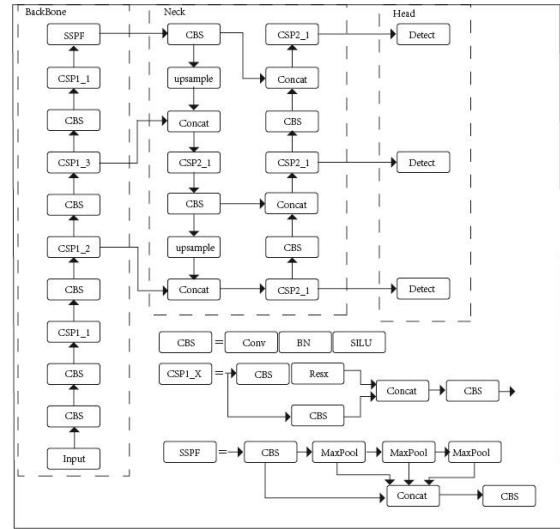 BackBone
SSPF
CSP1_1
CBS
CSP1_3
CBS
CSP1_2
CBS
CSP1_1
CBS
CBS
Input
Neck
CBS
upsample
Concat
CSP2_1
CBS
upsample
Concat
CSP2_1
Concat
CBS
CSP2_1
Concat
CBS
CSP2_1
Head
Detect
Detect
Detect
CBS = Conv BN SILU
CSP1_X = CBS Resx
Concat CBS
CBS
SSPF = CBS MaxPool MaxPool MaxPool
Concat CBS